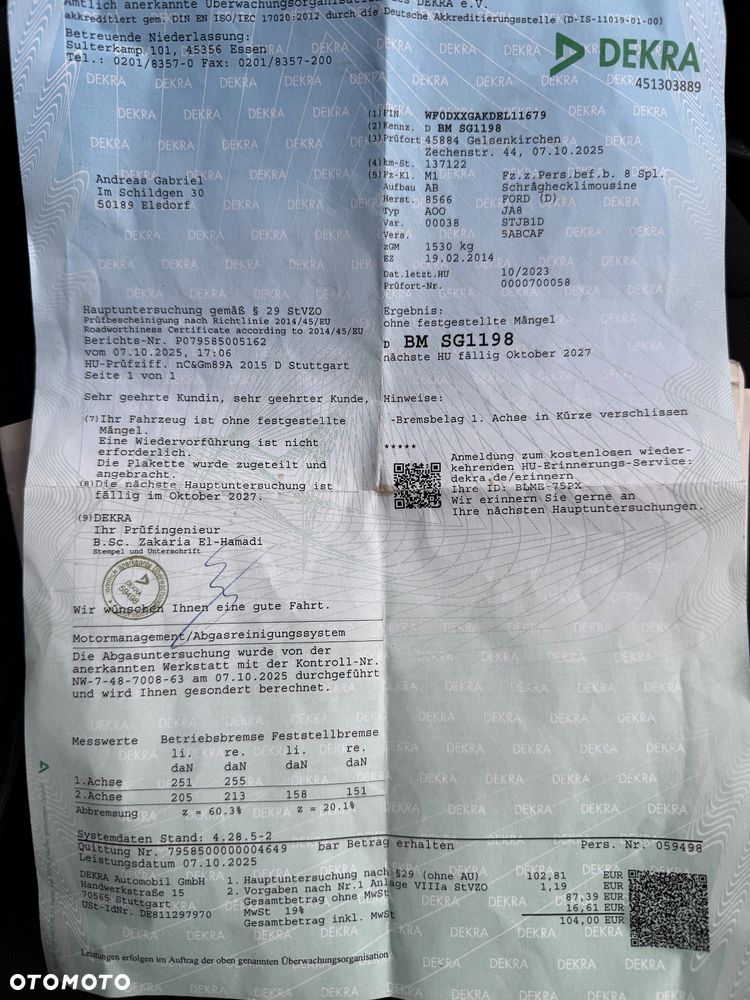 Amtlich anerkannte Überwachungsorganisation des DEKRA e.V.
akkreditiert gem. DIN EN ISO/IEC 17020:2012 durch die Deutsche Akkreditierungsstelle (D-IS-11019-01-00)
Betreuende Niederlassung:
Sulterkamp 101, 45356 Essen
Tel.: 0201/8357-0 Fax: 0201/8357-200
DEKRA
451303889
(1) FIN WF0DXXGAKDEL11679
(2) Kennz. D BM SG1198
(3) Prüfort 45884 Gelsenkirchen
Zechenstr. 44, 07.10.2025
(4) km-St. 137122
(5) Fz-Kl. M1 Fz.z.Pers.bef.b. 8 Spl.
Aufbau AB Schräghecklimousine
Herst. 8566 FORD (D)
Typ AOO JA8
Var. 00038 STJB1D
Vers. 5ABCAF
zGM 1530 kg
EZ 19.02.2014
Dat.letzt.HU 10/2023
Prüfort-Nr. 0000700058
Andreas Gabriel
Im Schildgen 30
50189 Elsdorf
Hauptuntersuchung gemäß § 29 StVZO
Prüfbescheinigung nach Richtlinie 2014/45/EU
Roadworthiness Certificate according to 2014/45/EU
Berichts-Nr. P079585005162
vom 07.10.2025, 17:06
HU-Prüfziff. nC&Gm89A 2015 D Stuttgart
Seite 1 von 1
Ergebnis:
ohne festgestellte Mängel
D BM SG1198
nächste HU fällig Oktober 2027
Sehr geehrte Kundin, sehr geehrter Kunde,
(7) Ihr Fahrzeug ist ohne festgestellte
Mängel.
Eine Wiedervorführung ist nicht
erforderlich.
Die Plakette wurde zugeteilt und
angebracht.
(8) Die nächste Hauptuntersuchung ist
fällig im Oktober 2027.
(9) DEKRA
Ihr Prüfingenieur
B.Sc. Zakaria El-Hamadi
Stempel und Unterschrift
Hinweise:
-Bremsbelag 1. Achse in Kürze verschlissen
*****
Anmeldung zum kostenlosen wieder-
kehrenden HU-Erinnerungs-Service:
dekra.de/erinnern
Ihre ID: BLME-75PX
Wir erinnern Sie gerne an
Ihre nächsten Hauptuntersuchungen.
Wir wünschen Ihnen eine gute Fahrt.
Motormanagement/Abgasreinigungssystem
Die Abgasuntersuchung wurde von der
anerkannten Werkstatt mit der Kontroll-Nr.
NW-7-48-7008-63 am 07.10.2025 durchgeführt
und wird Ihnen gesondert berechnet.
Messwerte Betriebsbremse Feststellbremse
li. re. li. re.
daN daN daN daN
1.Achse 251 255
2.Achse 205 213 158 151
Abbremsung z = 60.3% z = 20.1%
Systemdaten Stand: 4.28.5-2
Quittung Nr. 7958500000004649 bar Betrag erhalten Pers. Nr. 059498
Leistungsdatum 07.10.2025
DEKRA Automobil GmbH
Handwerkstraße 15
70565 Stuttgart
USt-IdNr. DE811297970
1. Hauptuntersuchung nach §29 (ohne AU) 102,81 EUR
2. Vorgaben nach Nr.1 Anlage VIIIa StVZO 1,19 EUR
Gesamtbetrag ohne MwSt 87,39 EUR
MwSt 19% 16,61 EUR
Gesamtbetrag inkl. MwSt 104,00 EUR
Leistungen erfolgen im Auftrag der oben genannten Überwachungsorganisation
OTOMOTO